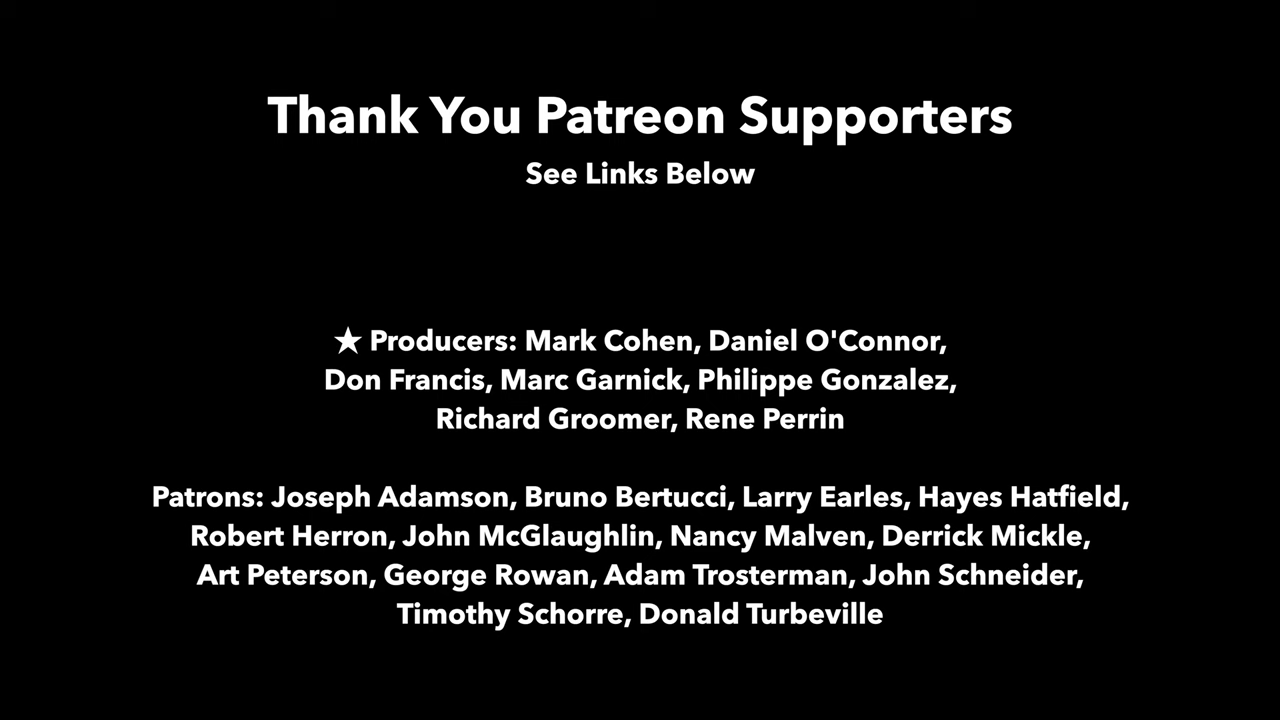 Thank You Patreon Supporters
See Links Below
★ Producers: Mark Cohen, Daniel O'Connor,
Don Francis, Marc Garnick, Philippe Gonzalez,
Richard Groomer, Rene Perrin
Patrons: Joseph Adamson, Bruno Bertucci, Larry Earles, Hayes Hatfield,
Robert Herron, John McGlaughlin, Nancy Malven, Derrick Mickle,
Art Peterson, George Rowan, Adam Trosterman, John Schneider,
Timothy Schorre, Donald Turbeville